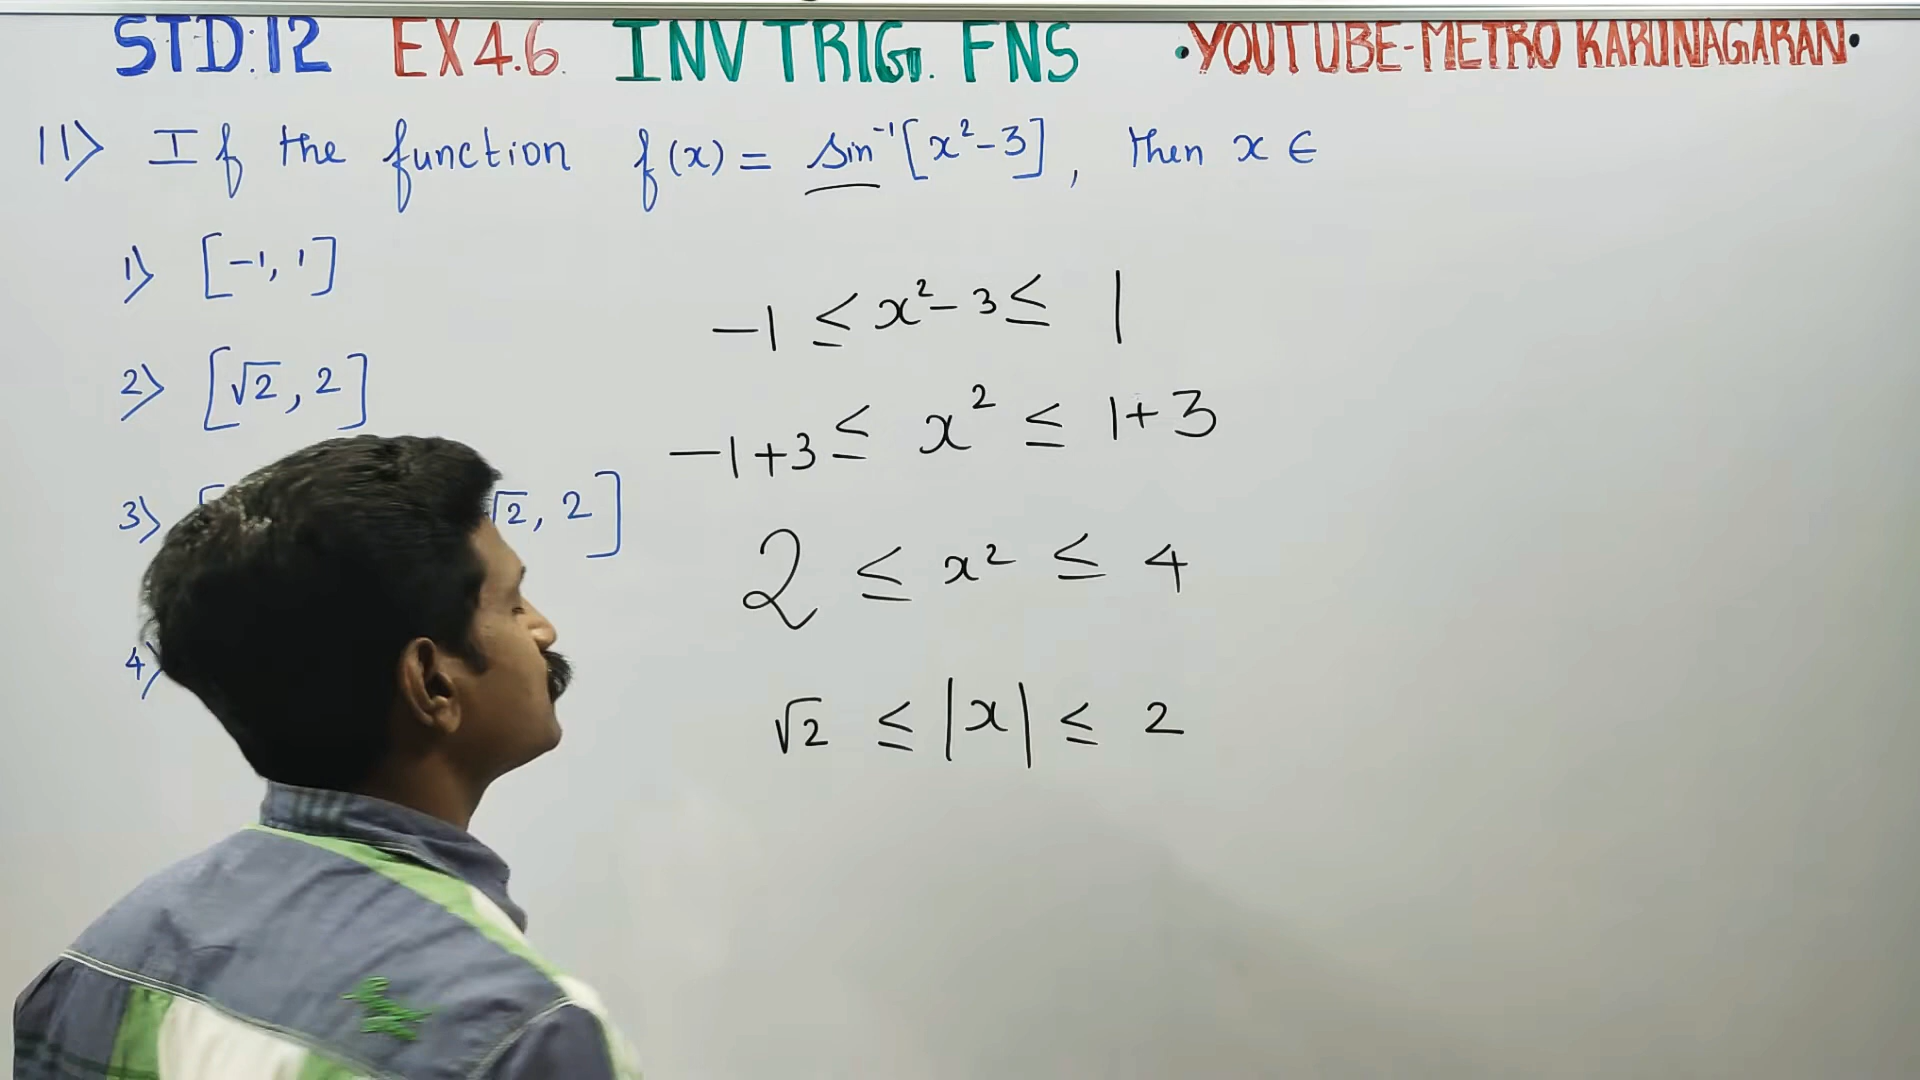 STD:12 EX 4.6. INV TRIG. FNS •YOUTUBE-METRO KARUNAGARAN•
11) If the function f(x) = sin⁻¹[x²-3], then x ∈
1) [-1, 1]
2) [√2, 2]
3) [ √2, 2]
4)
-1 ≤ x²-3 ≤ 1
-1+3 ≤ x² ≤ 1+3
2 ≤ x² ≤ 4
√2 ≤ |x| ≤ 2